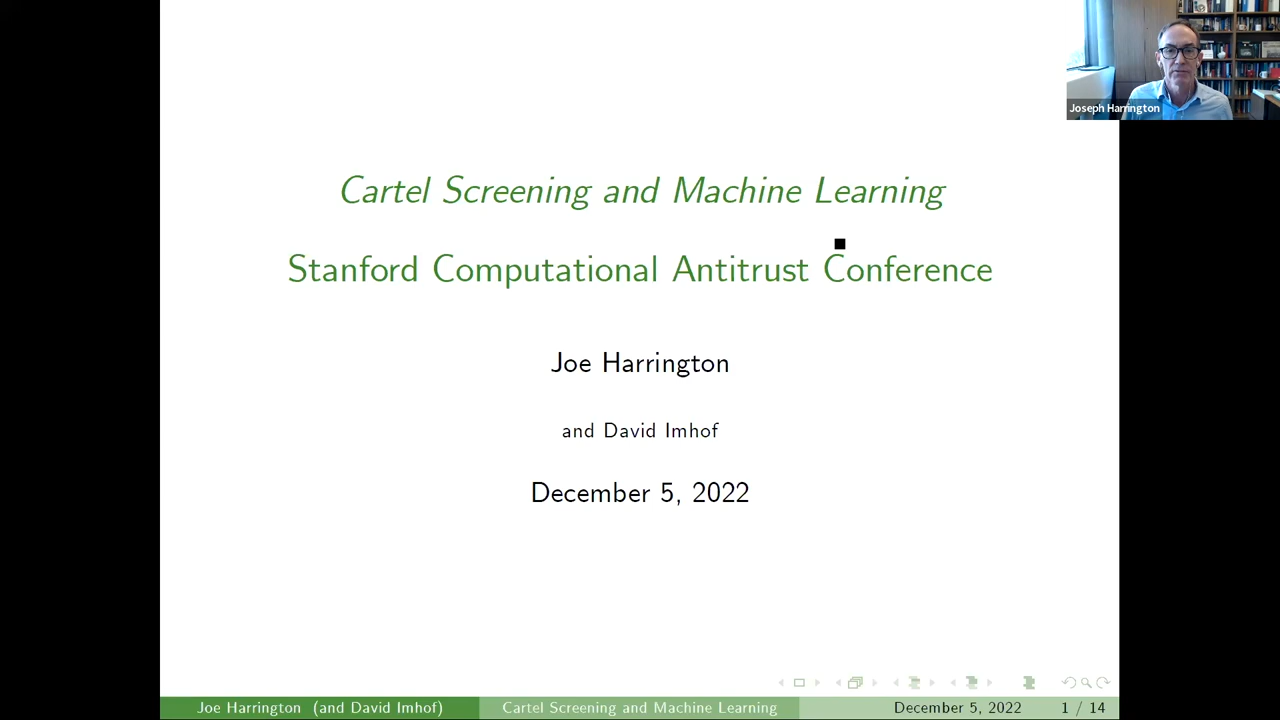 Joseph Harrington
Cartel Screening and Machine Learning
Stanford Computational Antitrust Conference
Joe Harrington
and David Imhof
December 5, 2022
Joe Harrington (and David Imhof)
Cartel Screening and Machine Learning
December 5, 2022
1 / 14